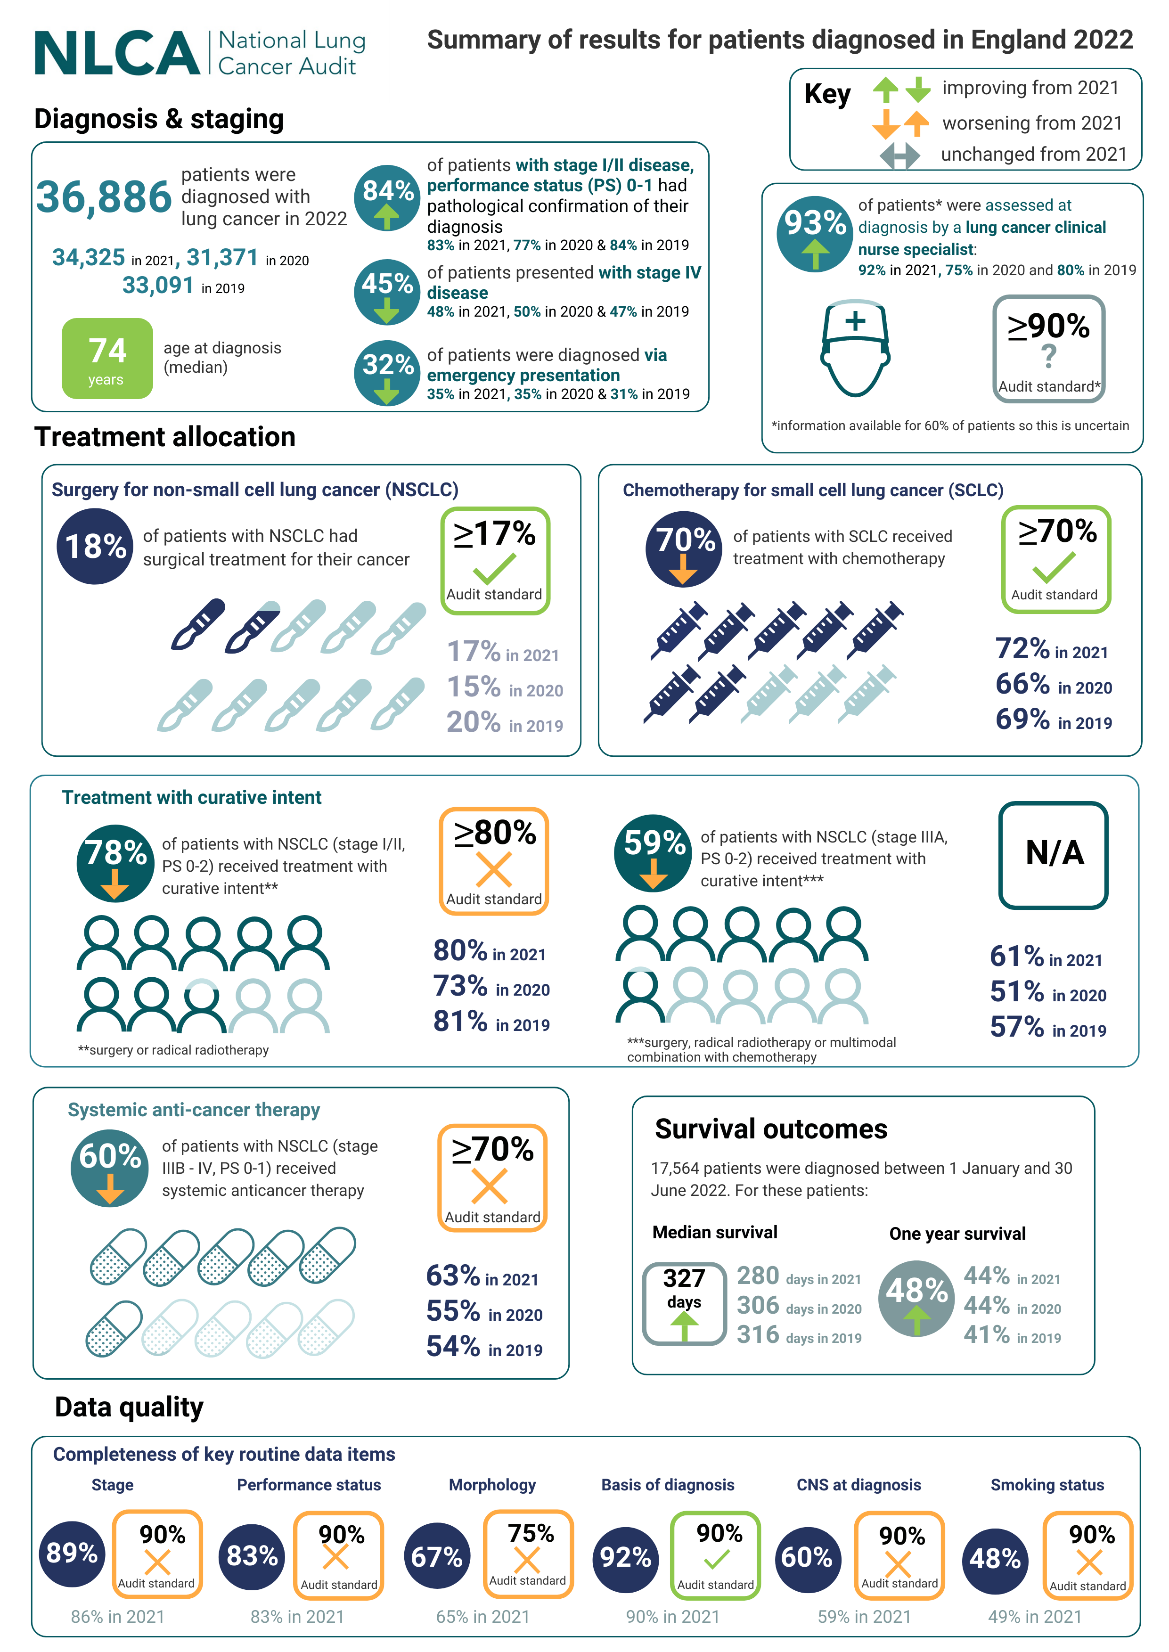 NLCA
National Lung
Cancer Audit
Summary of results for patients diagnosed in England 2022
Key
improving from 2021
worsening from 2021
unchanged from 2021
Diagnosis & staging
36,886
patients were
diagnosed with
lung cancer in 2022
34,325 in 2021, 31,371 in 2020
33,091 in 2019
74
years
age at diagnosis
(median)
84%
of patients with stage I/II disease,
performance status (PS) 0-1 had
pathological confirmation of their
diagnosis
83% in 2021, 77% in 2020 & 84% in 2019
45%
of patients presented with stage IV
disease
48% in 2021, 50% in 2020 & 47% in 2019
32%
of patients were diagnosed via
emergency presentation
35% in 2021, 35% in 2020 & 31% in 2019
93%
of patients* were assessed at
diagnosis by a lung cancer clinical
nurse specialist:
92% in 2021, 75% in 2020 and 80% in 2019
≥90%
?
Audit standard*
*information available for 60% of patients so this is uncertain
Treatment allocation
Surgery for non-small cell lung cancer (NSCLC)
18%
of patients with NSCLC had
surgical treatment for their cancer
≥17%
Audit standard
17% in 2021
15% in 2020
20% in 2019
Chemotherapy for small cell lung cancer (SCLC)
70%
of patients with SCLC received
treatment with chemotherapy
≥70%
Audit standard
72% in 2021
66% in 2020
69% in 2019
Treatment with curative intent
78%
of patients with NSCLC (stage I/II,
PS 0-2) received treatment with
curative intent**
≥80%
Audit standard
80% in 2021
73% in 2020
81% in 2019
**surgery or radical radiotherapy
59%
of patients with NSCLC (stage IIIA,
PS 0-2) received treatment with
curative intent***
N/A
61% in 2021
51% in 2020
57% in 2019
***surgery, radical radiotherapy or multimodal
combination with chemotherapy
Systemic anti-cancer therapy
60%
of patients with NSCLC (stage
IIIB - IV, PS 0-1) received
systemic anticancer therapy
≥70%
Audit standard
63% in 2021
55% in 2020
54% in 2019
Survival outcomes
17,564 patients were diagnosed between 1 January and 30
June 2022. For these patients:
Median survival
327
days
280 days in 2021
306 days in 2020
316 days in 2019
One year survival
48%
44% in 2021
44% in 2020
41% in 2019
Data quality
Completeness of key routine data items
Stage
89%
90%
Audit standard
86% in 2021
Performance status
83%
90%
Audit standard
83% in 2021
Morphology
67%
75%
Audit standard
65% in 2021
Basis of diagnosis
92%
90%
Audit standard
90% in 2021
CNS at diagnosis
60%
90%
Audit standard
59% in 2021
Smoking status
48%
90%
Audit standard
49% in 2021